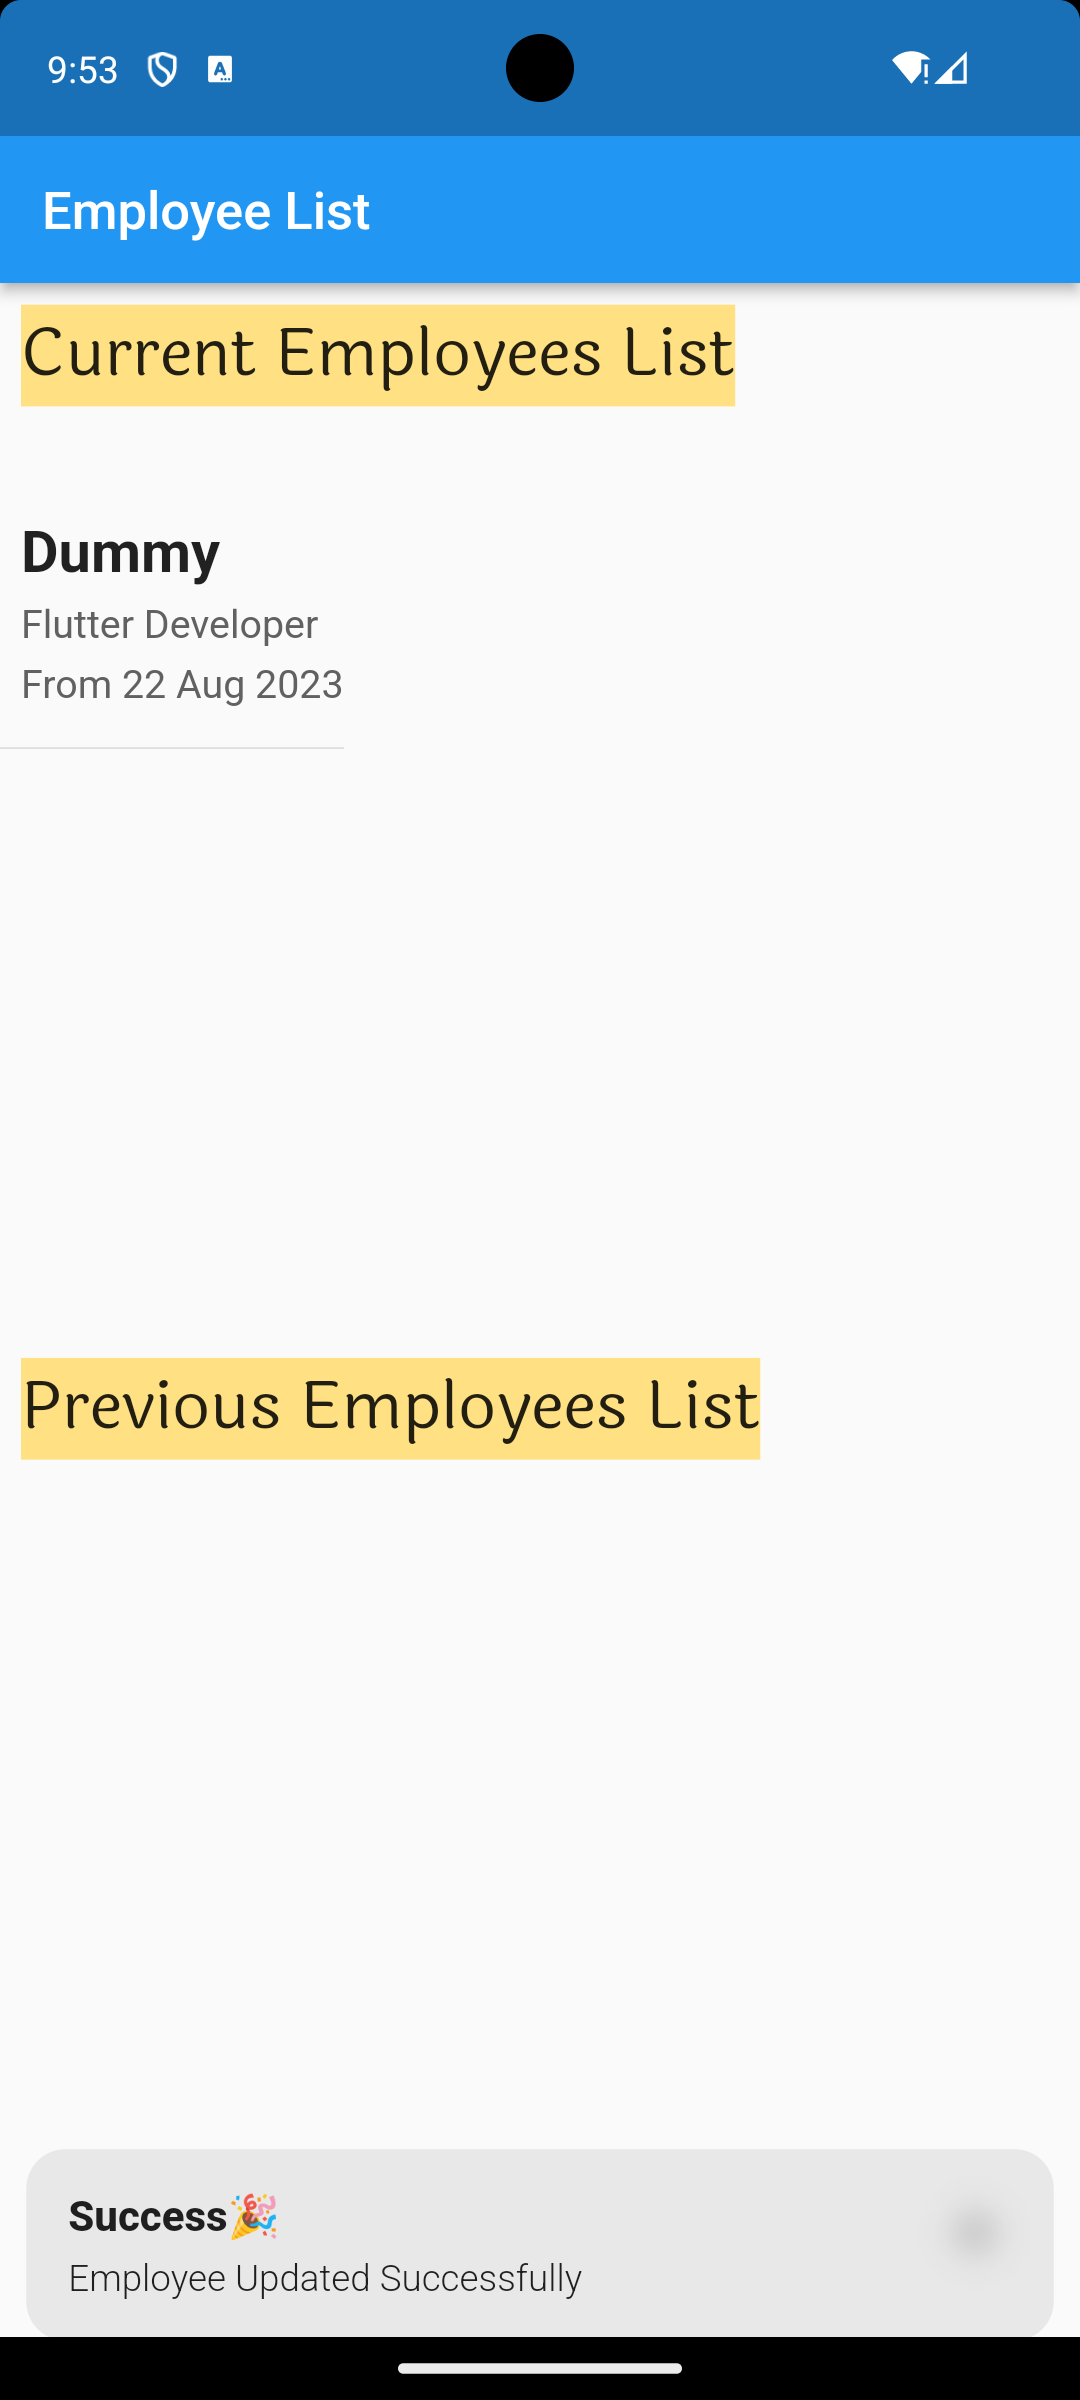 9:53
Employee List
Current Employees List
Dummy
Flutter Developer
From 22 Aug 2023
Previous Employees List
Success🎉
Employee Updated Successfully